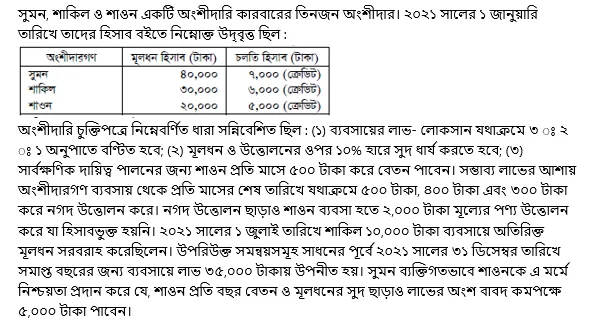 সুমন, শাকিল ও শাওন একটি অংশীদারি কারবারের তিনজন অংশীদার। ২০২১ সালের ১ জানুয়ারি
তারিখে তাদের হিসাব বইতে নিম্নোক্ত উদ্বৃত্ত ছিল :
অংশীদারগণ মূলধন হিসাব (টাকা) চলতি হিসাব (টাকা)
সুমন ৪০,০০০ ৭,০০০ (ক্রেডিট)
শাকিল ৩০,০০০ ৬,০০০ (ক্রেডিট)
শাওন ২০,০০০ ৫,০০০ (ক্রেডিট)
অংশীদারি চুক্তিপত্রে নিম্নেবর্ণিত ধারা সন্নিবেশিত ছিল : (১) ব্যবসায়ের লাভ- লোকসান যথাক্রমে ৩ ঃ ২
ঃ ১ অনুপাতে বণ্টিত হবে; (২) মূলধন ও উত্তোলনের ওপর ১০% হারে সুদ ধার্য করতে হবে; (৩)
সার্বক্ষণিক দায়িত্ব পালনের জন্য শাওন প্রতি মাসে ৫০০ টাকা করে বেতন পাবেন। সম্ভাব্য লাভের আশায়
অংশীদারগণ ব্যবসায় থেকে প্রতি মাসের শেষ তারিখে যথাক্রমে ৫০০ টাকা, ৪০০ টাকা এবং ৩০০ টাকা
করে নগদ উত্তোলন করে। নগদ উত্তোলন ছাড়াও শাওন ব্যবসা হতে ২,০০০ টাকা মূল্যের পণ্য উত্তোলন
করে যা হিসাবভুক্ত হয়নি। ২০২১ সালের ১ জুলাই তারিখে শাকিল ১০,০০০ টাকা ব্যবসায়ে অতিরিক্ত
মূলধন সরবরাহ করেছিলেন। উপরিউক্ত সমন্বয়সমূহ সাধনের পূর্বে ২০২১ সালের ৩১ ডিসেম্বর তারিখে
সমাপ্ত বছরের জন্য ব্যবসায়ে লাভ ৩৫,০০০ টাকায় উপনীত হয়। সুমন ব্যক্তিগতভাবে শাওনকে এ মর্মে
নিশ্চয়তা প্রদান করে যে, শাওন প্রতি বছর বেতন ও মূলধনের সুদ ছাড়াও লাভের অংশ বাবদ কমপক্ষে
৫,০০০ টাকা পাবেন।